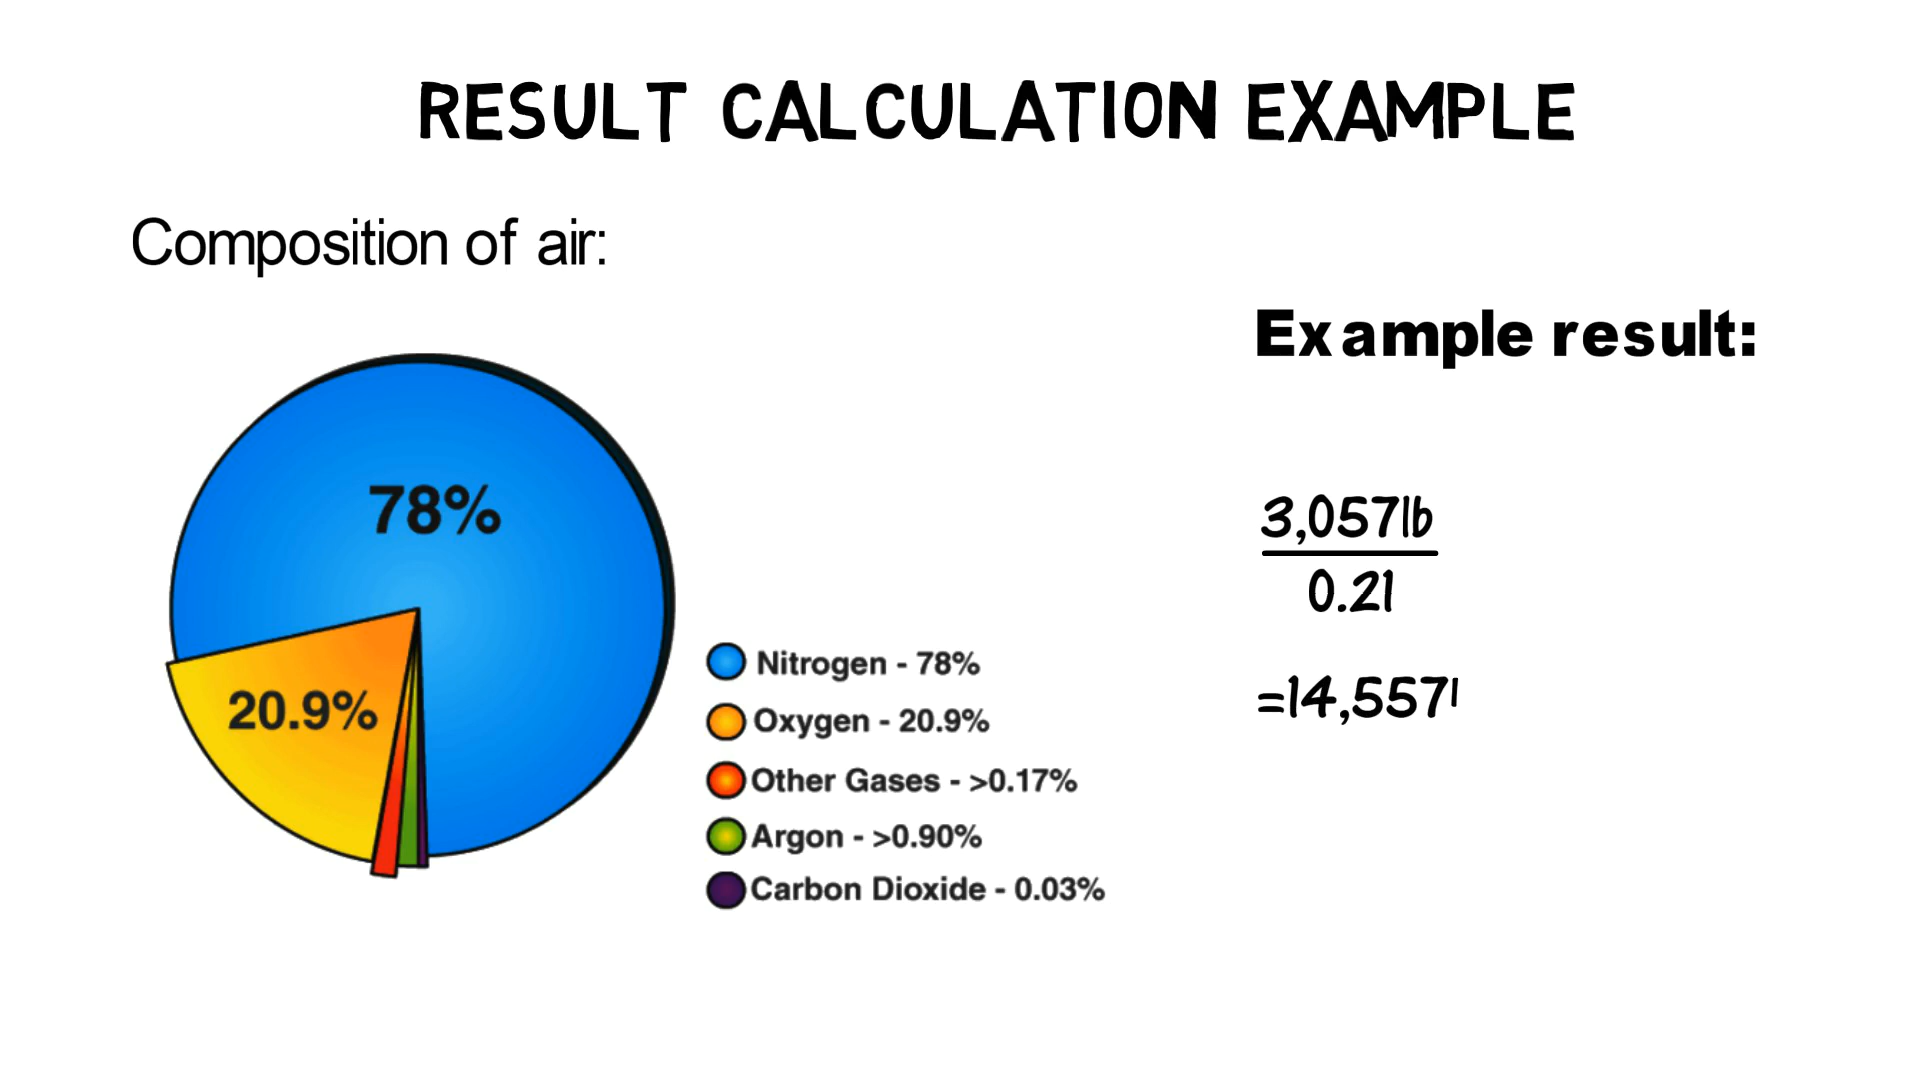 RESULT CALCULATION EXAMPLE
Composition of air:
Example result:
78%
20.9%
Nitrogen - 78%
Oxygen - 20.9%
Other Gases - >0.17%
Argon - >0.90%
Carbon Dioxide - 0.03%
3,057lb
0.21
=14,557l